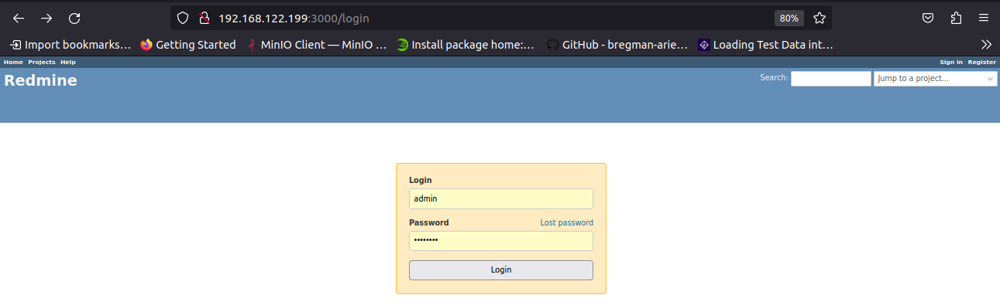 192.168.122.199:3000/login 80%
Import bookmarks... Getting Started MinIO Client — MinIO ... Install package home:... GitHub - bregman-arie... Loading Test Data int...
Home Projects Help Sign in Register
Redmine Search: Jump to a project...
Login
admin
Password Lost password
••••••••
Login